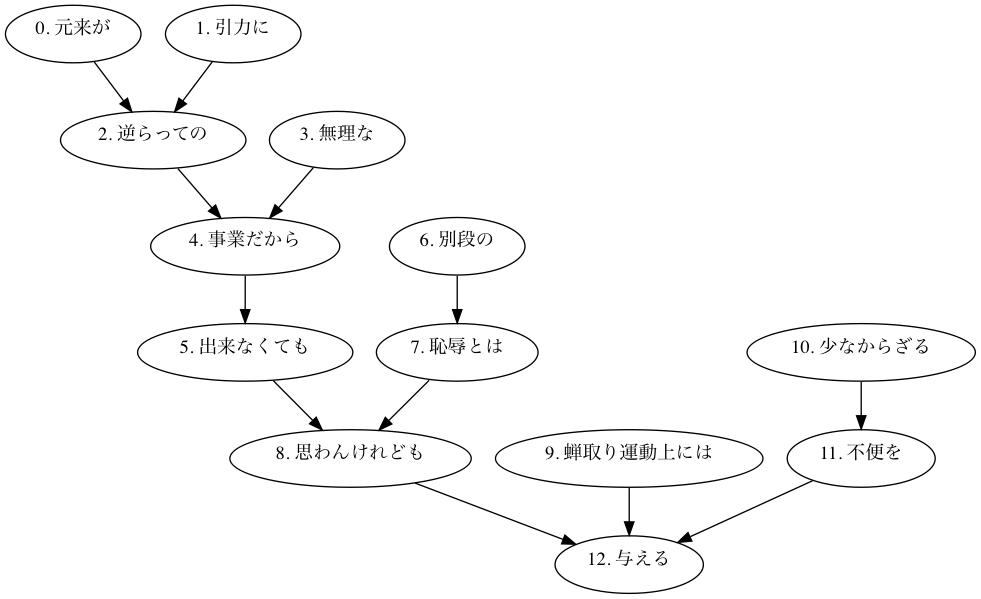 0. 元来が
1. 引力に
2. 逆らっての
3. 無理な
4. 事業だから
6. 別段の
5. 出来なくても
7. 恥辱とは
10. 少なからざる
8. 思わんけれども
9. 蝉取り運動上には
11. 不便を
12. 与える